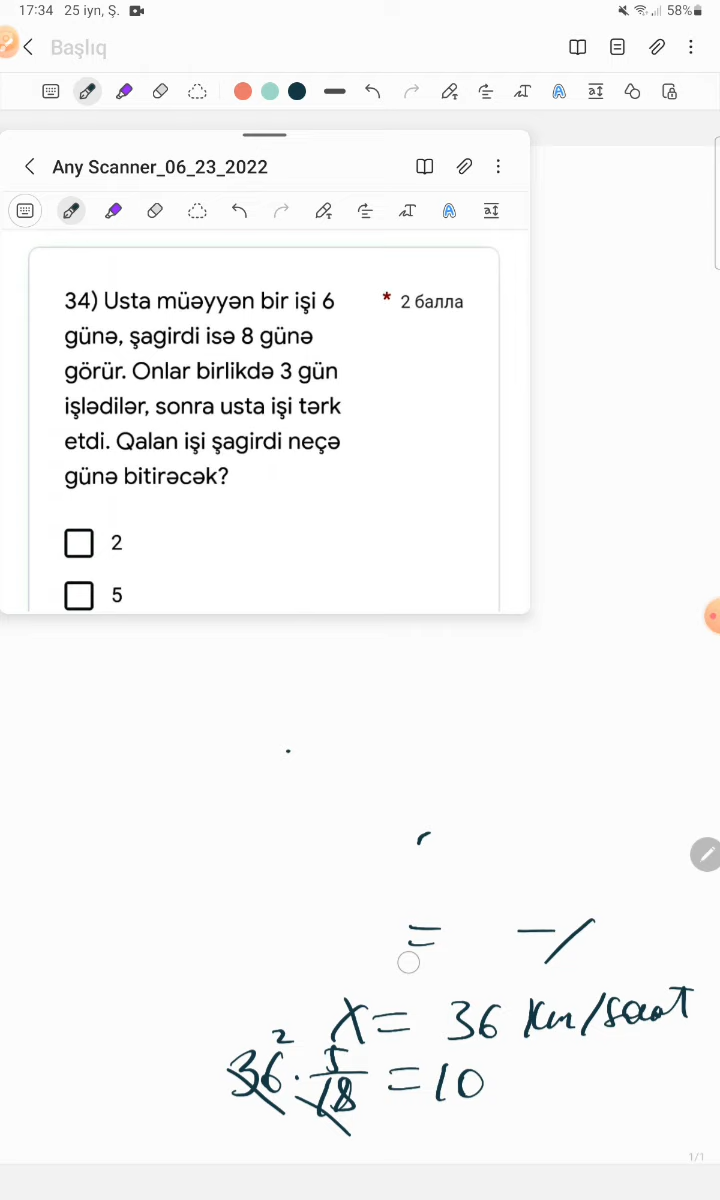 17:34 25 iyn, Ş. 58%
Başlıq
Any Scanner_06_23_2022
34) Usta müəyyən bir işi 6 * 2 балла
günə, şagirdi isə 8 günə
görür. Onlar birlikdə 3 gün
işlədilər, sonra usta işi tərk
etdi. Qalan işi şagirdi neçə
günə bitirəcək?
2
5
= —/
x = 36 km/saat
36² · 5/18 = 10
1/1